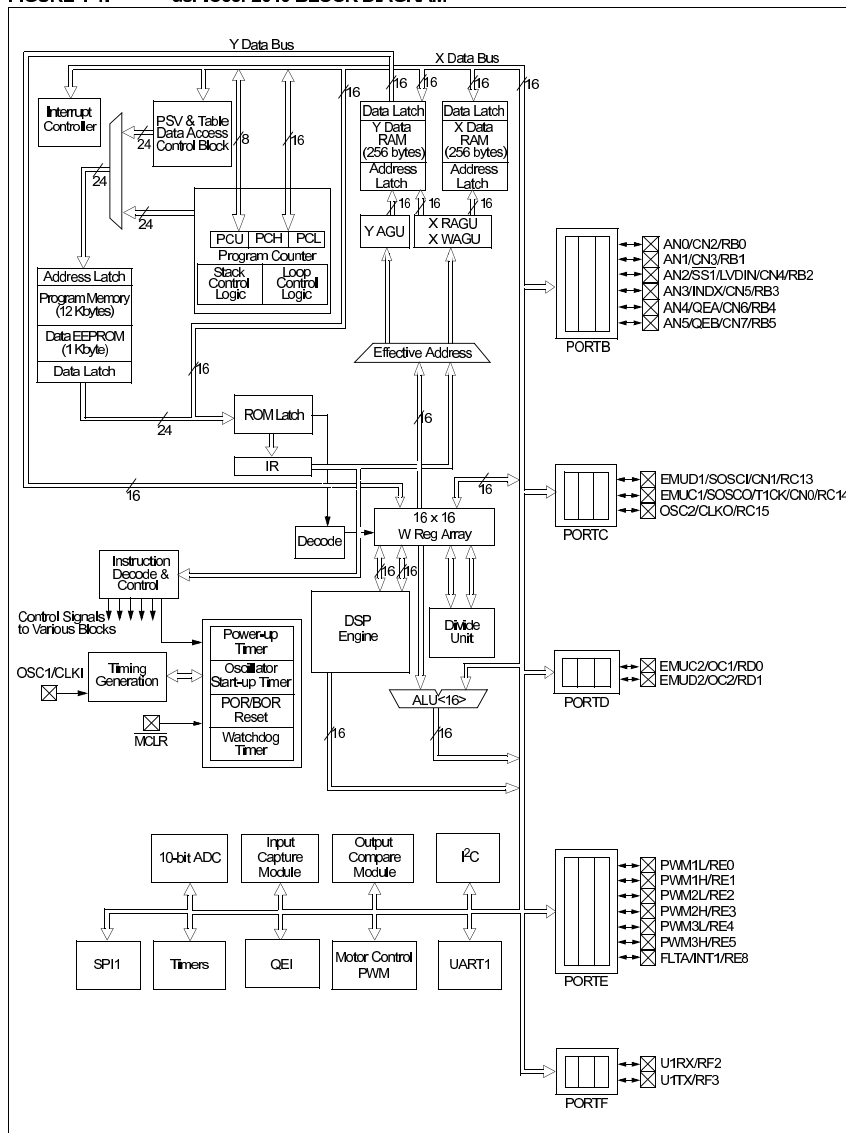 Y Data Bus
X Data Bus
16
16
16
16
16
16
Interrupt
Controller
PSV & Table
Data Access
Control Block
24
24
8
16
24
Data Latch
Y Data
RAM
(256 bytes)
Address
Latch
Data Latch
X Data
RAM
(256 bytes)
Address
Latch
16
16
16
Y AGU
X RAGU
X WAGU
PCU
PCH
PCL
Program Counter
Stack
Control
Logic
Loop
Control
Logic
Address Latch
Program Memory
(12 Kbytes)
Data EEPROM
(1 Kbyte)
Data Latch
Effective Address
16
24
ROM Latch
16
IR
16
16
16 x 16
W Reg Array
Decode
Instruction
Decode &
Control
Control Signals
to Various Blocks
16
16
DSP
Engine
Divide
Unit
Power-up
Timer
Oscillator
Start-up Timer
POR/BOR
Reset
Watchdog
Timer
OSC1/CLKI
Timing
Generation
MCLR
ALU<16>
16
16
10-bit ADC
Input
Capture
Module
Output
Compare
Module
I²C
SPI1
Timers
QEI
Motor Control
PWM
UART1
AN0/CN2/RB0
AN1/CN3/RB1
AN2/SS1/LVDIN/CN4/RB2
AN3/INDX/CN5/RB3
AN4/QEA/CN6/RB4
AN5/QEB/CN7/RB5
PORTB
EMUD1/SOSCI/CN1/RC13
EMUC1/SOSCO/T1CK/CN0/RC14
OSC2/CLKO/RC15
PORTC
EMUC2/OC1/RD0
EMUD2/OC2/RD1
PORTD
PWM1L/RE0
PWM1H/RE1
PWM2L/RE2
PWM2H/RE3
PWM3L/RE4
PWM3H/RE5
FLTA/INT1/RE8
PORTE
U1RX/RF2
U1TX/RF3
PORTF